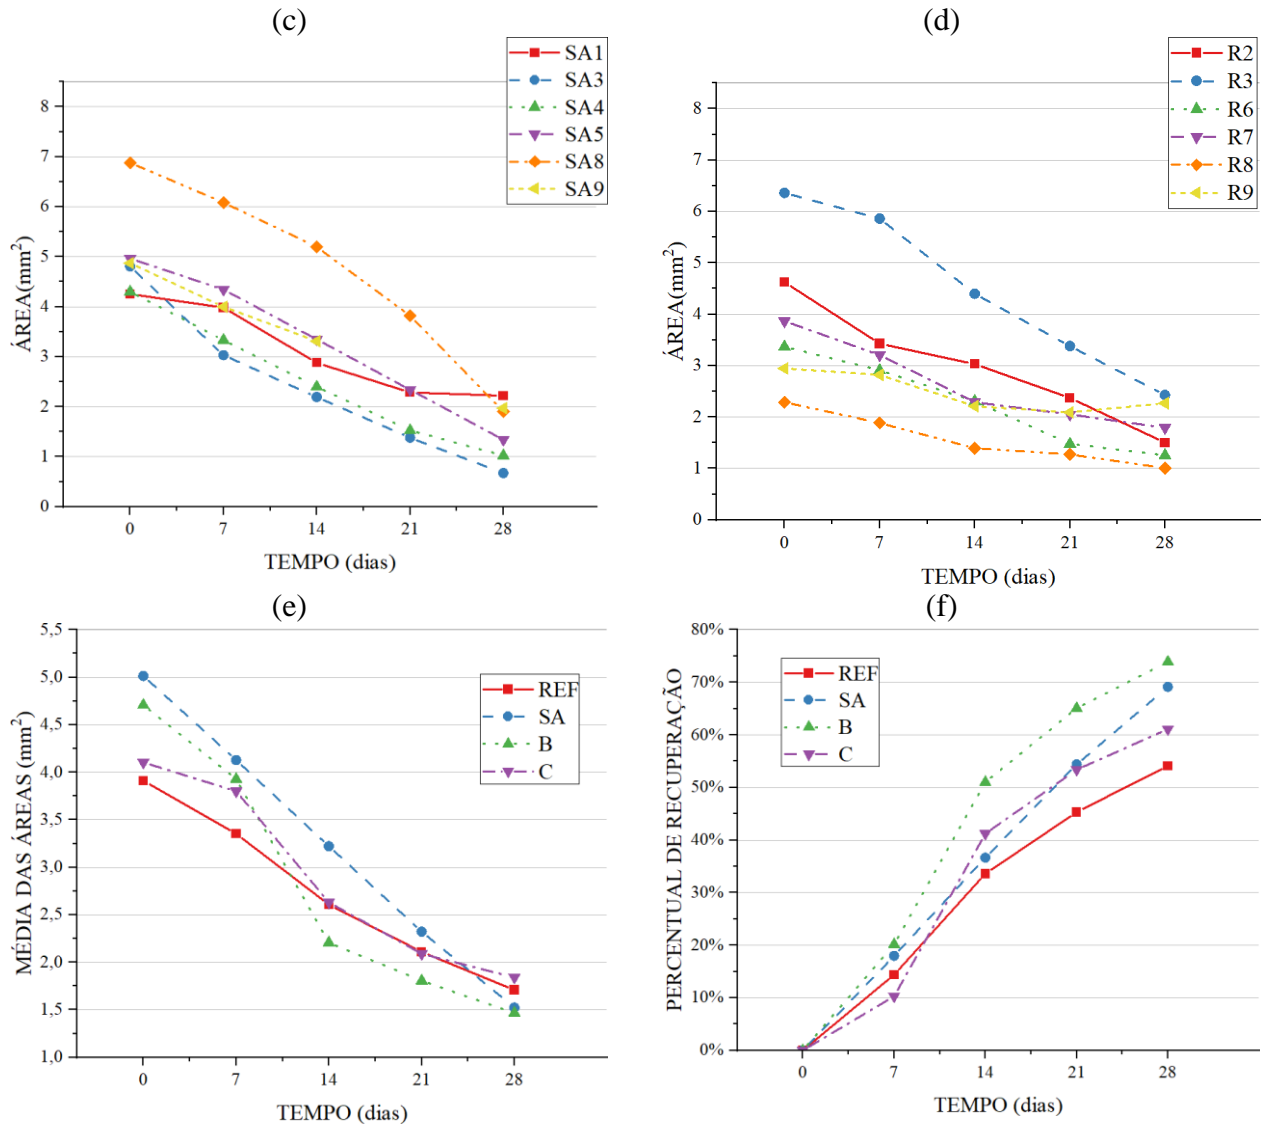 (c)
SA1
SA3
SA4
SA5
SA8
SA9
ÁREA(mm²)
8
7
6
5
4
3
2
1
0
0 7 14 21 28
TEMPO (dias)
(d)
R2
R3
R6
R7
R8
R9
ÁREA(mm²)
8
7
6
5
4
3
2
1
0
0 7 14 21 28
TEMPO (dias)
(e)
REF
SA
B
C
MÉDIA DAS ÁREAS (mm²)
5,5
5,0
4,5
4,0
3,5
3,0
2,5
2,0
1,5
1,0
0 7 14 21 28
TEMPO (dias)
(f)
REF
SA
B
C
PERCENTUAL DE RECUPERAÇÃO
80%
70%
60%
50%
40%
30%
20%
10%
0%
0 7 14 21 28
TEMPO (dias)